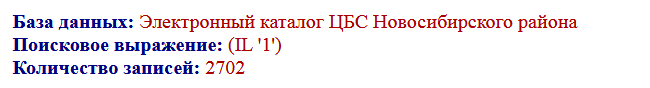 База данных: Электронный каталог ЦБС Новосибирского района
Поисковое выражение: (IL '1')
Количество записей: 2702